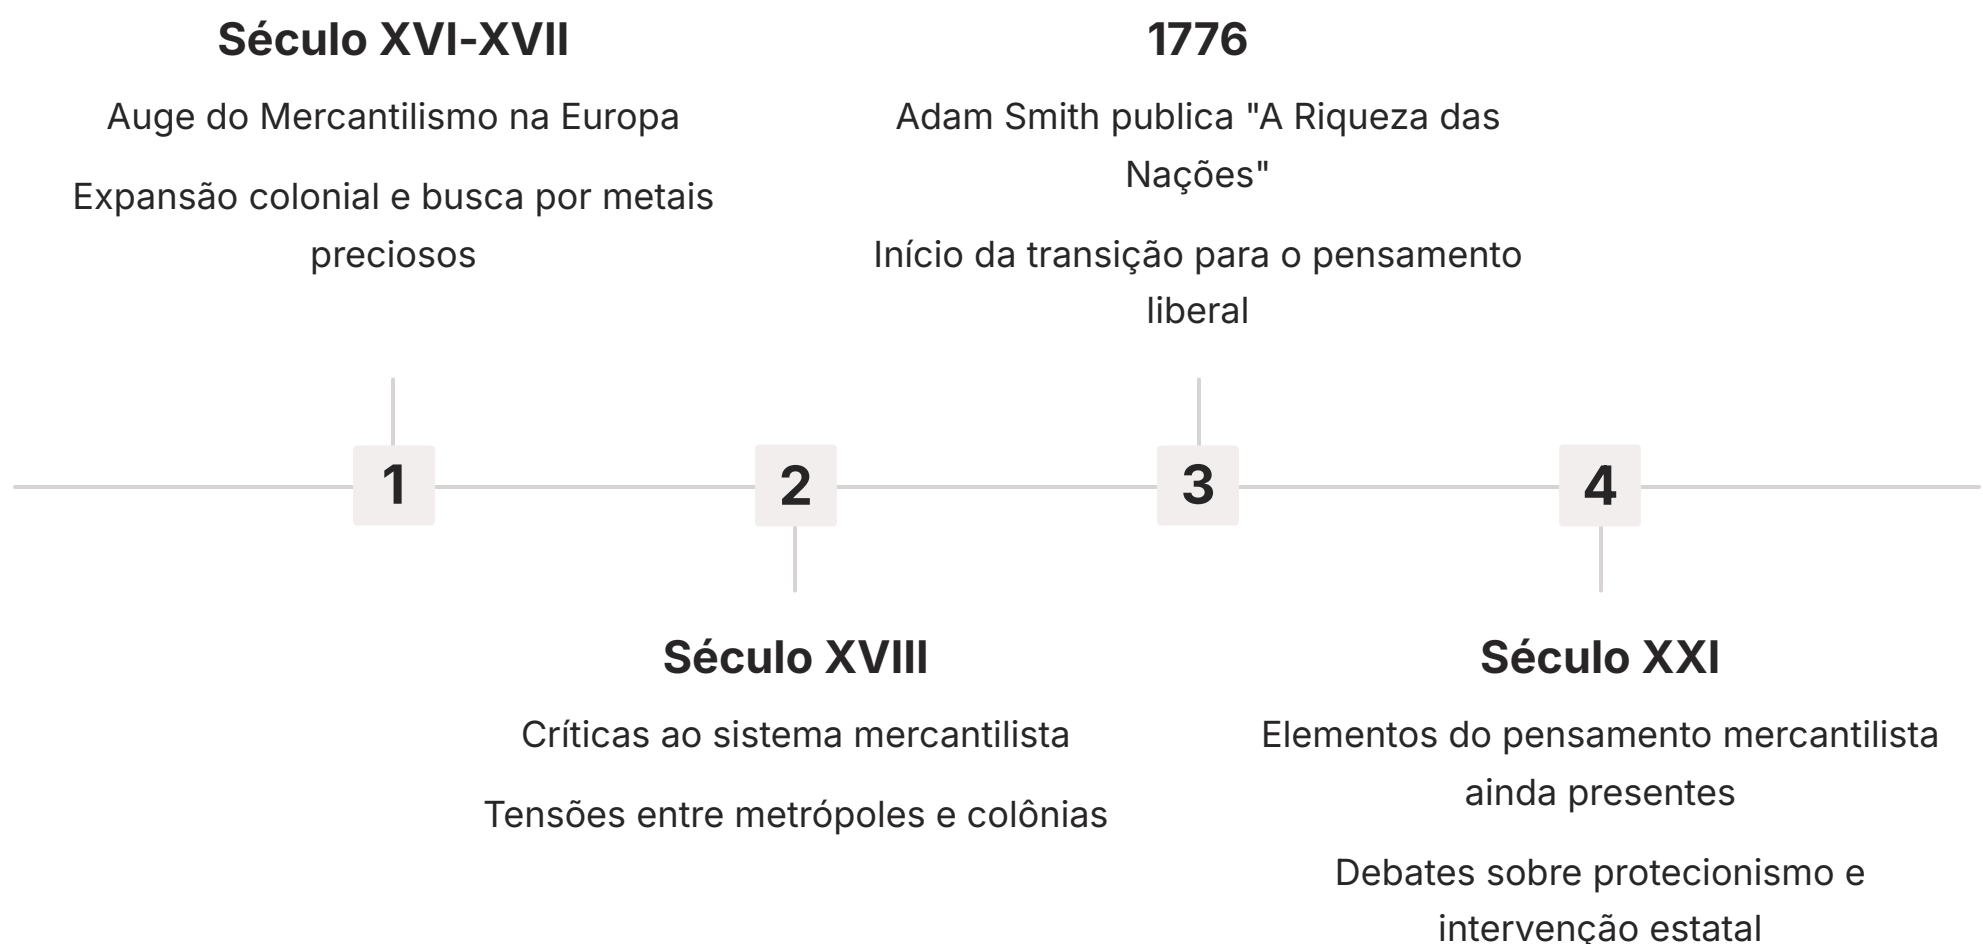 Século XVI-XVII
Auge do Mercantilismo na Europa
Expansão colonial e busca por metais
preciosos
1776
Adam Smith publica "A Riqueza das
Nações"
Início da transição para o pensamento
liberal
1
2
3
4
Século XVIII
Críticas ao sistema mercantilista
Tensões entre metrópoles e colônias
Século XXI
Elementos do pensamento mercantilista
ainda presentes
Debates sobre protecionismo e
intervenção estatal